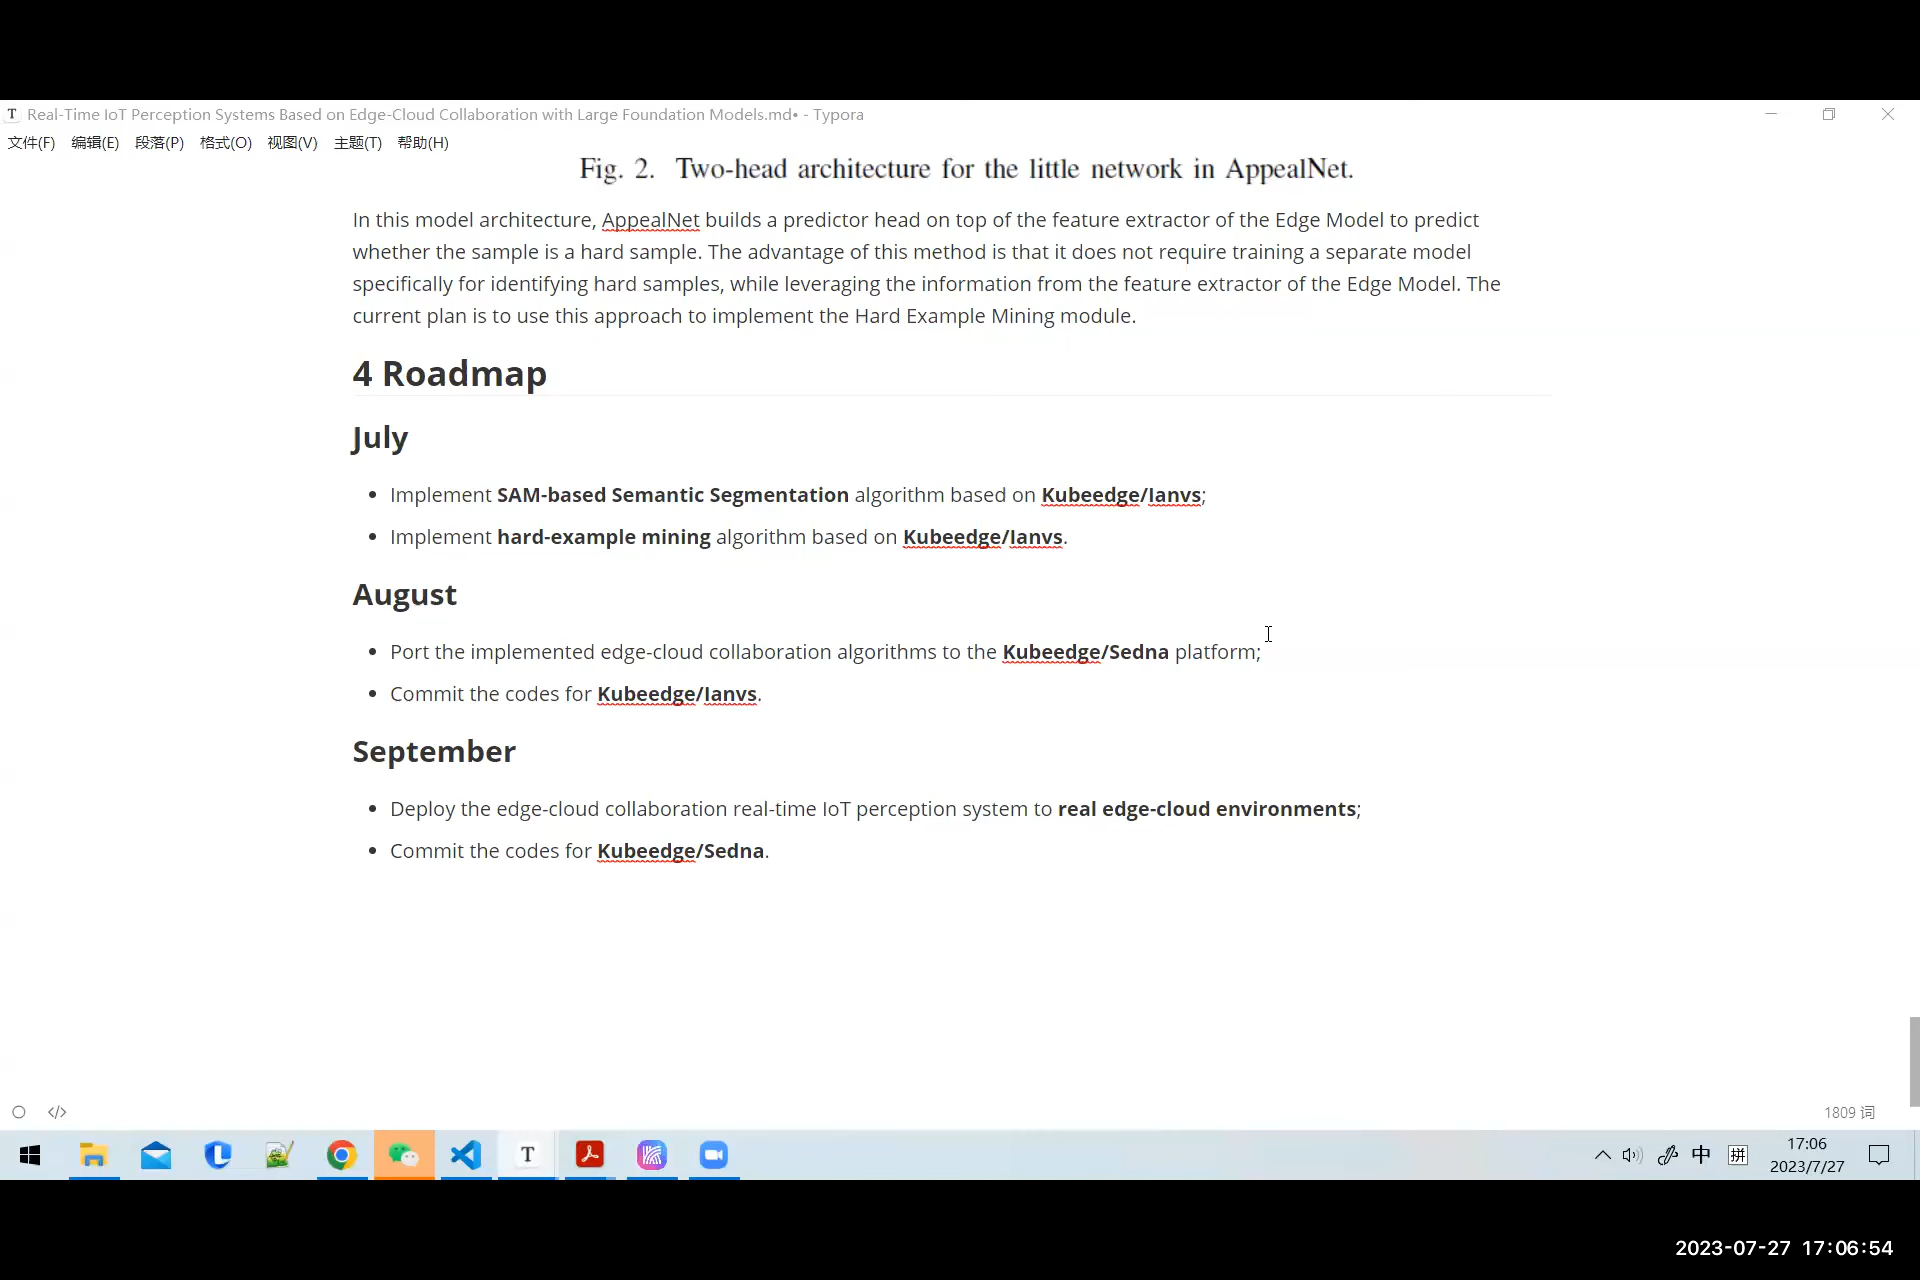 Real-Time IoT Perception Systems Based on Edge-Cloud Collaboration with Large Foundation Models.md• - Typora
文件(F) 编辑(E) 段落(P) 格式(O) 视图(V) 主题(T) 帮助(H)
Fig. 2. Two-head architecture for the little network in AppealNet.
In this model architecture, AppealNet builds a predictor head on top of the feature extractor of the Edge Model to predict
whether the sample is a hard sample. The advantage of this method is that it does not require training a separate model
specifically for identifying hard samples, while leveraging the information from the feature extractor of the Edge Model. The
current plan is to use this approach to implement the Hard Example Mining module.
4 Roadmap
July
• Implement SAM-based Semantic Segmentation algorithm based on Kubeedge/Ianvs;
• Implement hard-example mining algorithm based on Kubeedge/Ianvs.
August
• Port the implemented edge-cloud collaboration algorithms to the Kubeedge/Sedna platform;
• Commit the codes for Kubeedge/Ianvs.
September
• Deploy the edge-cloud collaboration real-time IoT perception system to real edge-cloud environments;
• Commit the codes for Kubeedge/Sedna.
1809 词
中 拼 17:06
2023/7/27
2023-07-27 17:06:54